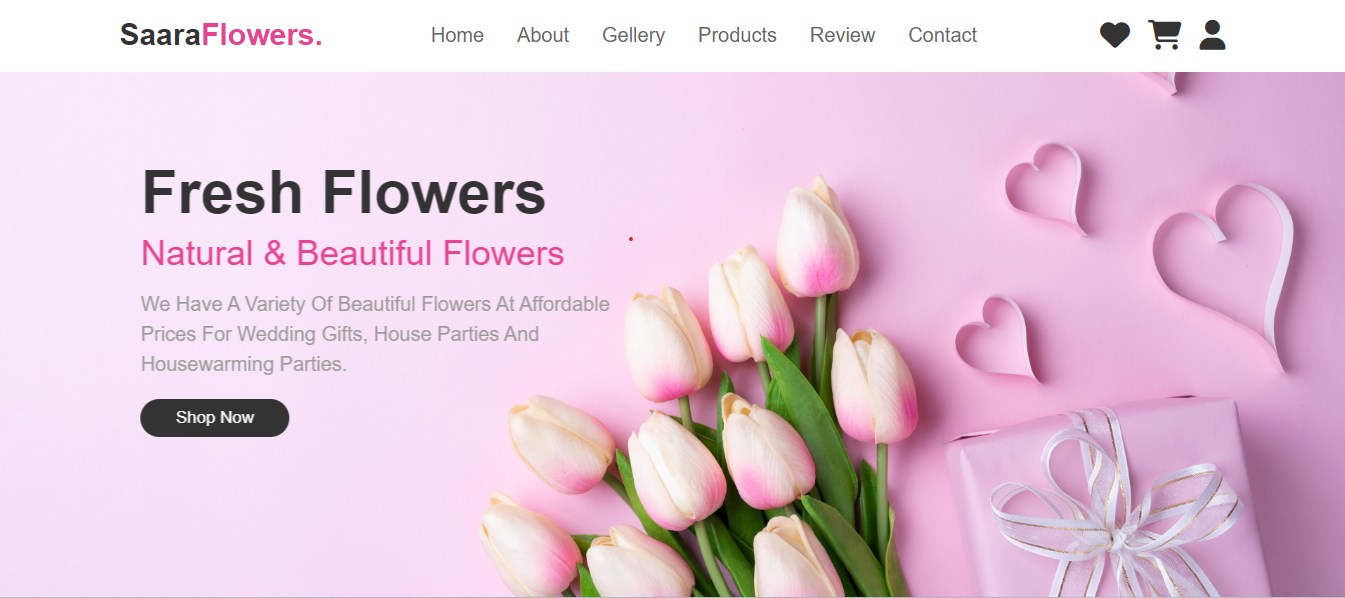 SaaraFlowers.
Home About Gellery Products Review Contact
Fresh Flowers
Natural & Beautiful Flowers
We Have A Variety Of Beautiful Flowers At Affordable
Prices For Wedding Gifts, House Parties And
Housewarming Parties.
Shop Now